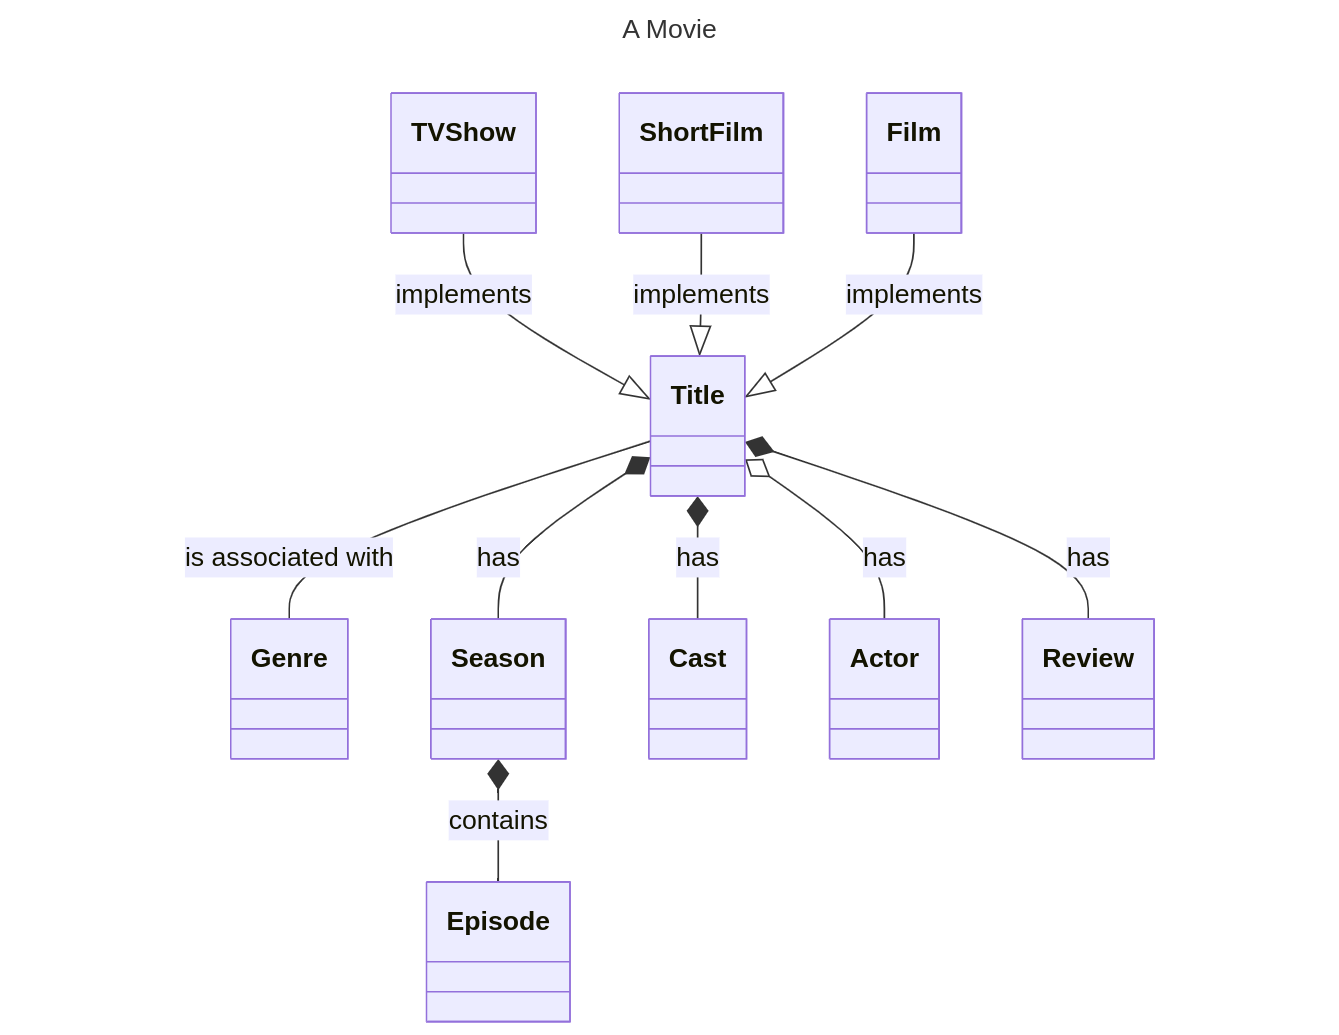 A Movie
TVShow
ShortFilm
Film
implements
implements
implements
Title
is associated with
has
has
has
has
Genre
Season
Cast
Actor
Review
contains
Episode